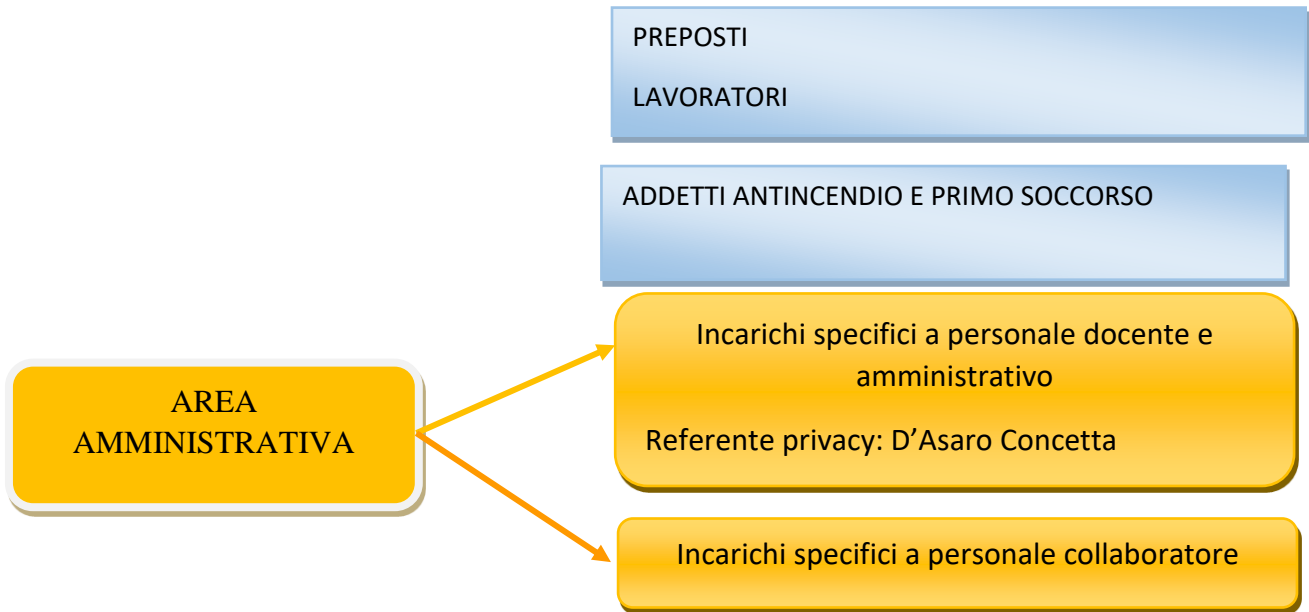 PREPOSTI
LAVORATORI
ADDETTI ANTINCENDIO E PRIMO SOCCORSO
AREA
AMMINISTRATIVA
Incarichi specifici a personale docente e
amministrativo
Referente privacy: D’Asaro Concetta
Incarichi specifici a personale collaboratore